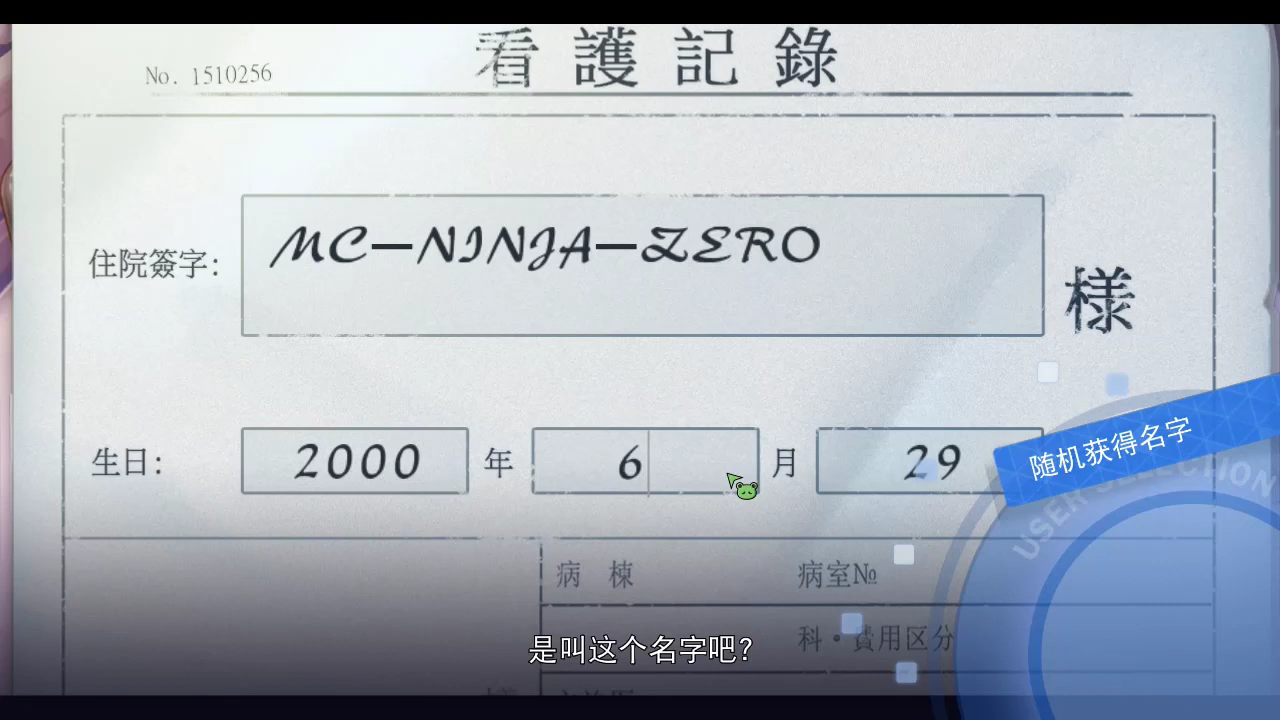 看護記錄
No. 1510256
住院簽字:
MC-NINJA-ZERO
様
生日:
2000 年 6 月 29
随机获得名字
USER SELECTION
病 棟
病室№
科・費用区分
是叫这个名字吧?